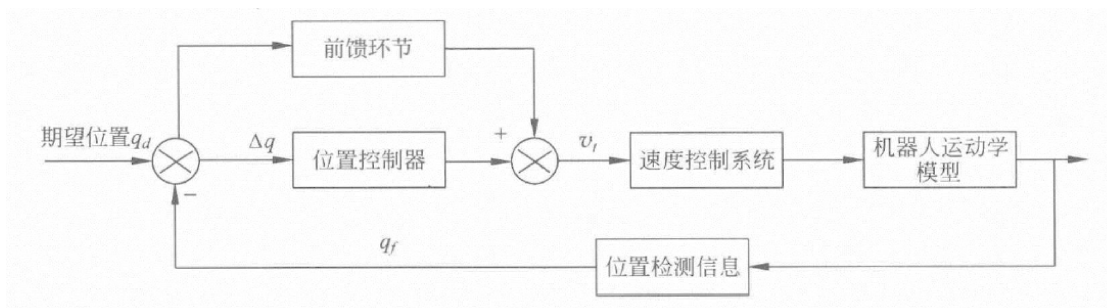 前馈环节
期望位置q_d
Δq
位置控制器
+
v_t
速度控制系统
机器人运动学
模型
−
q_f
位置检测信息